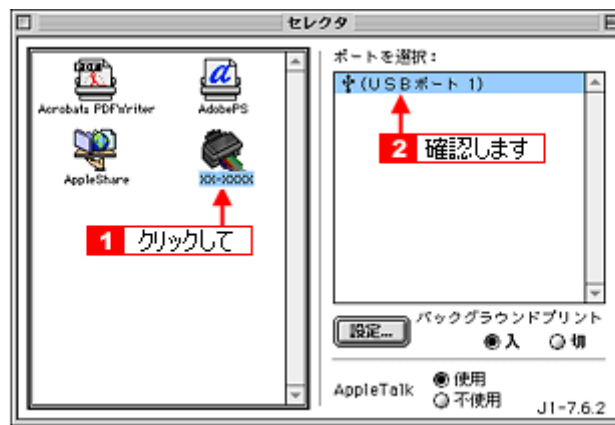 セレクタ
Acrobats PDFWriter
AdobePS
AppleShare
XX-XXXX
1 クリックして
ポートを選択：
(USBポート 1)
2 確認します
設定...
バックグラウンドプリント
入 切
AppleTalk
使用
不使用
J1-7.6.2